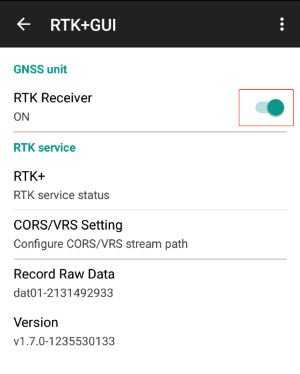 RTK+GUI
GNSS unit
RTK Receiver
ON
RTK service
RTK+
RTK service status
CORS/VRS Setting
Configure CORS/VRS stream path
Record Raw Data
dat01-2131492933
Version
v1.7.0-1235530133